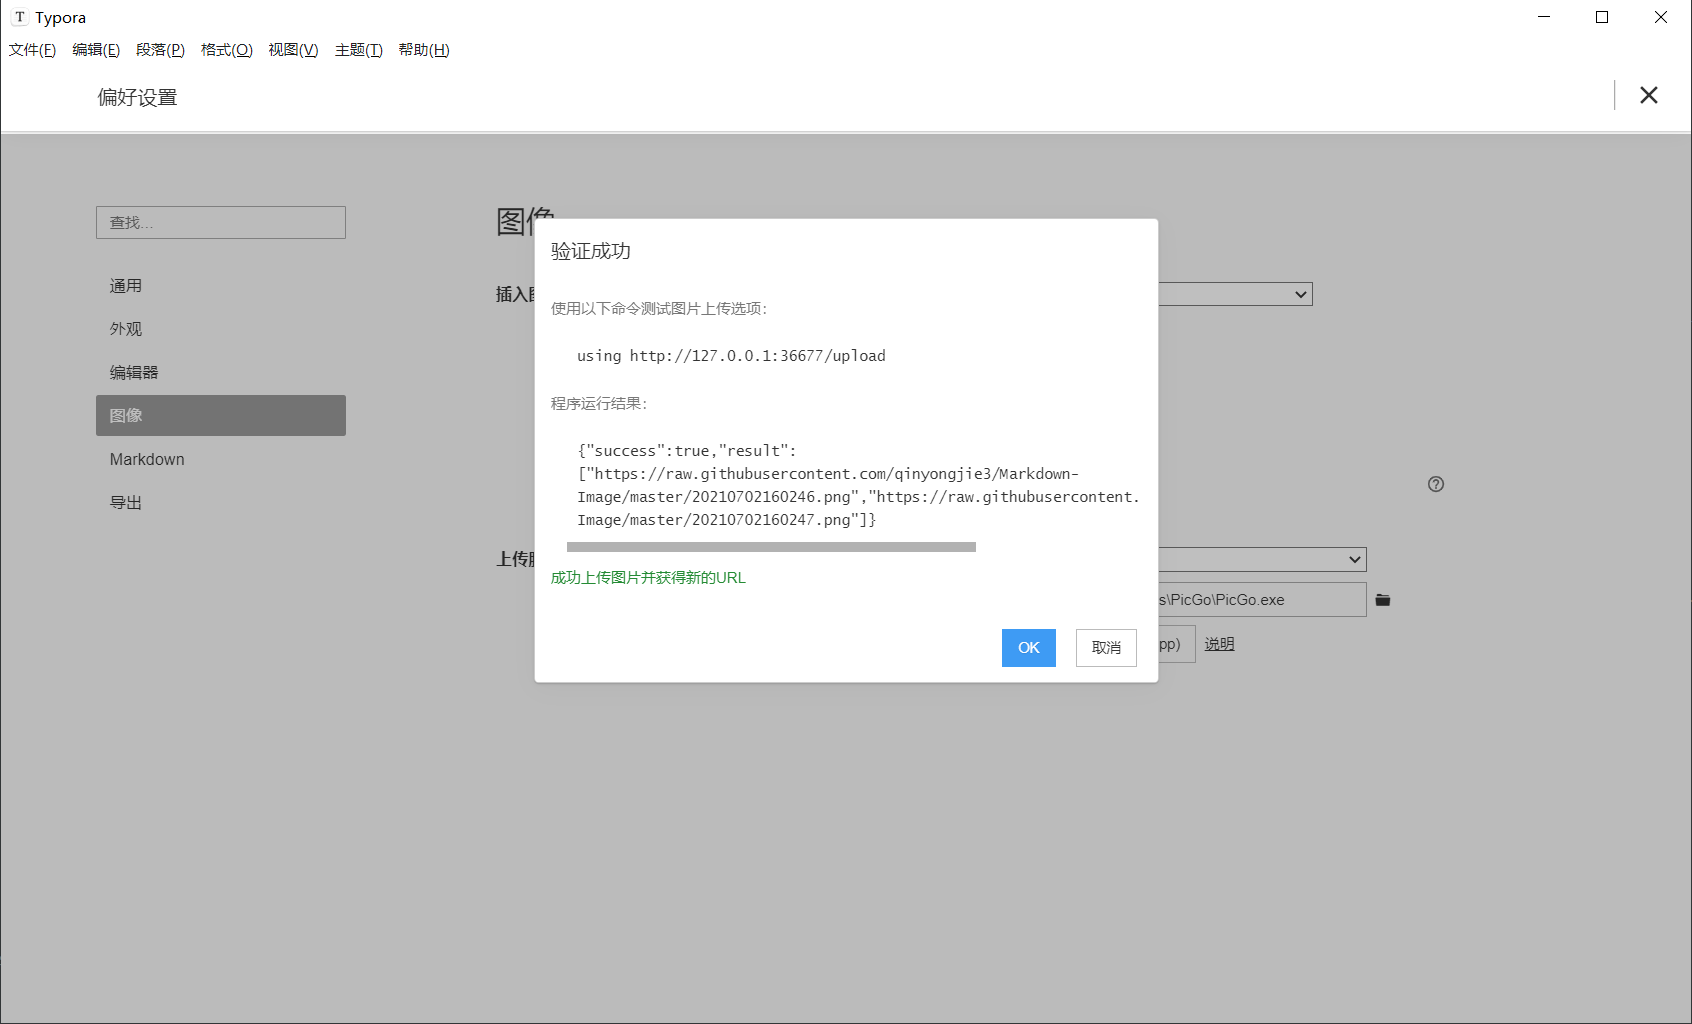 Typora
文件(F) 编辑(E) 段落(P) 格式(O) 视图(V) 主题(T) 帮助(H)
偏好设置
查找...
通用
外观
编辑器
图像
Markdown
导出
图像
插入
上传
验证成功
使用以下命令测试图片上传选项：
using http://127.0.0.1:36677/upload
程序运行结果：
{"success":true,"result":
["https://raw.githubusercontent.com/qinyongjie3/Markdown-
Image/master/20210702160246.png","https://raw.githubusercontent.
Image/master/20210702160247.png"]}
成功上传图片并获得新的URL
OK 取消
s\PicGo\PicGo.exe
pp) 说明